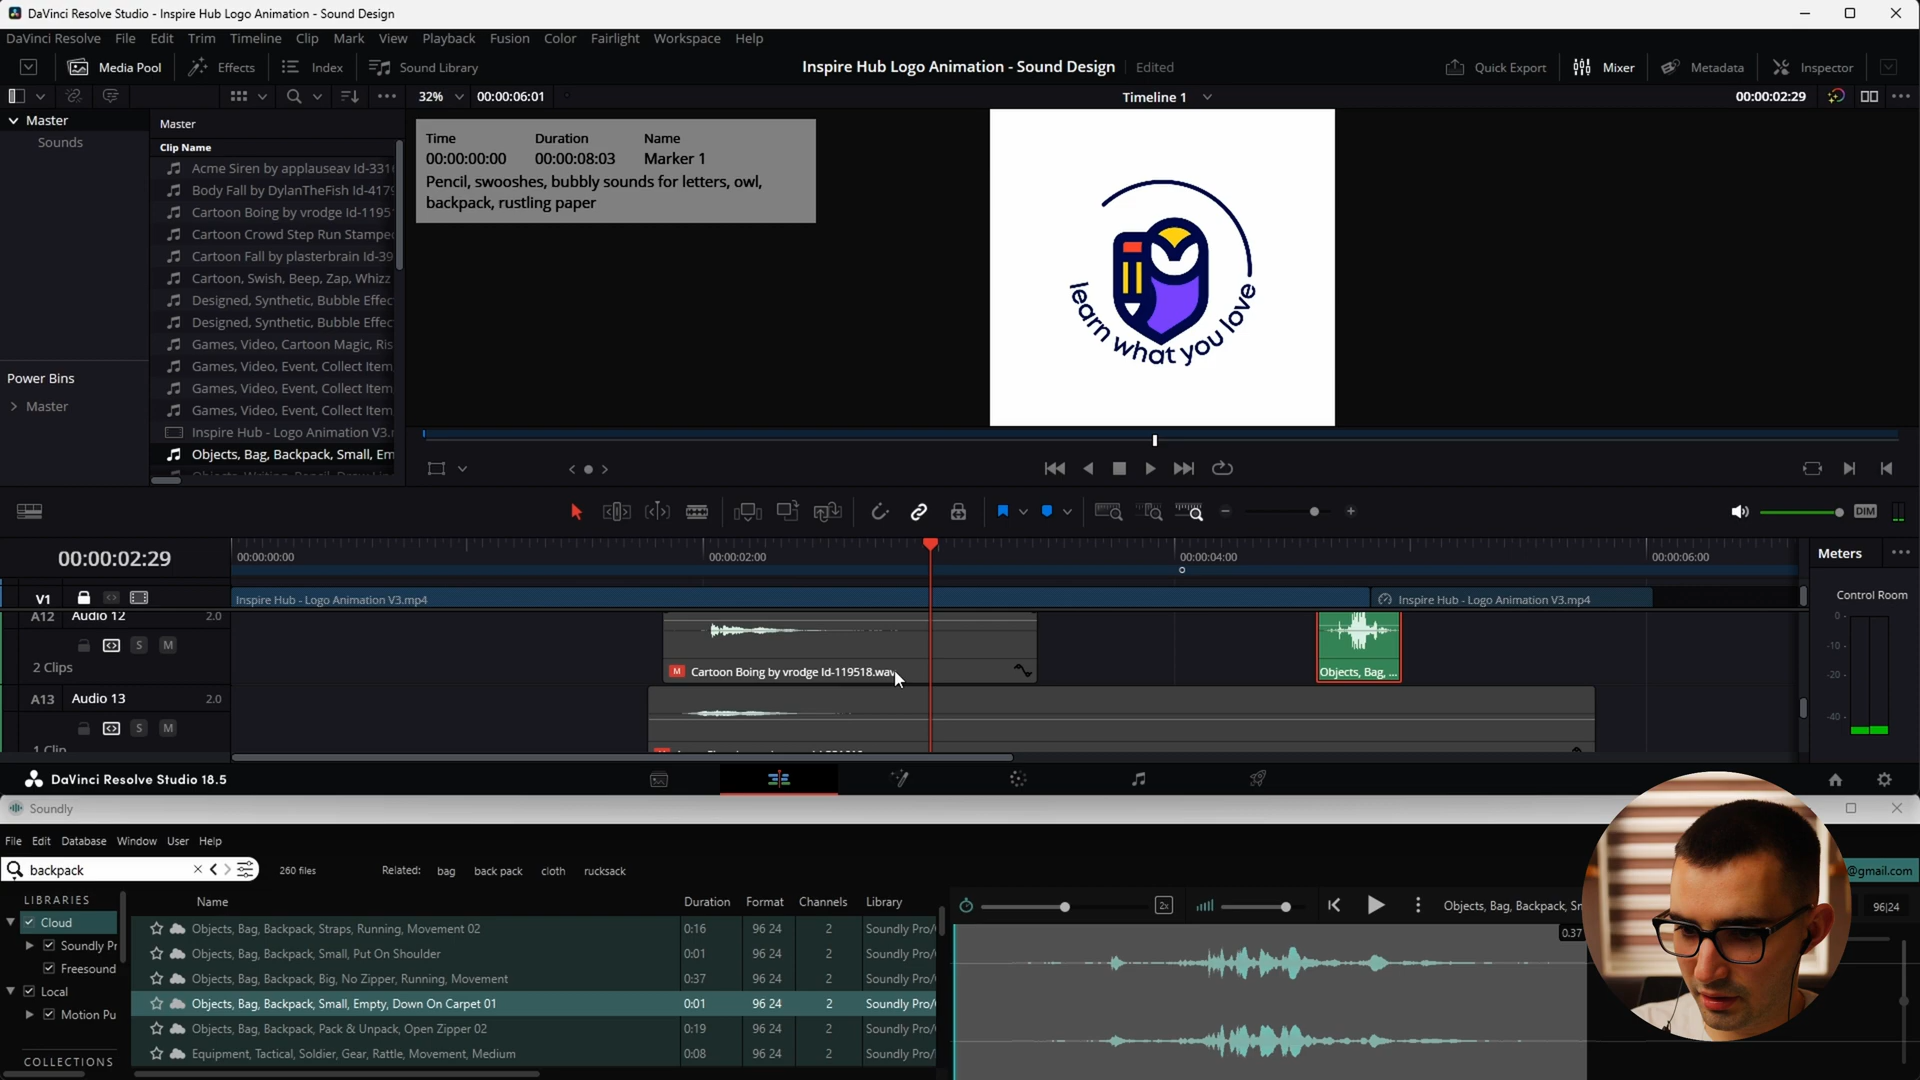 DaVinci Resolve Studio - Inspire Hub Logo Animation - Sound Design
DaVinci Resolve File Edit Trim Timeline Clip Mark View Playback Fusion Color Fairlight Workspace Help
Media Pool Effects Index Sound Library
Inspire Hub Logo Animation - Sound Design Edited
Quick Export Mixer Metadata Inspector
32% 00:00:06:01
Timeline 1
00:00:02:29
Master
Sounds
Power Bins
Master
Master
Clip Name
Acme Siren by applauseav Id-331
Body Fall by DylanTheFish Id-4179
Cartoon Boing by vrodge Id-1195
Cartoon Crowd Step Run Stampe
Cartoon Fall by plasterbrain Id-39
Cartoon, Swish, Beep, Zap, Whizz
Designed, Synthetic, Bubble Effec
Designed, Synthetic, Bubble Effec
Games, Video, Cartoon Magic, Ris
Games, Video, Event, Collect Item
Games, Video, Event, Collect Item
Games, Video, Event, Collect Item
Inspire Hub - Logo Animation V3.
Objects, Bag, Backpack, Small, Em
Time Duration Name
00:00:00:00 00:00:08:03 Marker 1
Pencil, swooshes, bubbly sounds for letters, owl,
backpack, rustling paper
learn what you love
DIM
00:00:02:29
00:00:00:00 00:00:02:00 00:00:04:00 00:00:06:00
Meters
V1
Inspire Hub - Logo Animation V3.mp4
Inspire Hub - Logo Animation V3.mp4
Control Room
A12 Audio 12 2.0
S M
2 Clips
M Cartoon Boing by vrodge Id-119518.wav
Objects, Bag, ...
A13 Audio 13 2.0
S M
1 Clip
0
-10
-20
-40
DaVinci Resolve Studio 18.5
Soundly
File Edit Database Window User Help
backpack
260 files
Related: bag back pack cloth rucksack
@gmail.com
LIBRARIES
Cloud
Soundly Pr
Freesound
Local
Motion Pu
COLLECTIONS
Name Duration Format Channels Library
Objects, Bag, Backpack, Straps, Running, Movement 02 0:16 96 24 2 Soundly Pro/
Objects, Bag, Backpack, Small, Put On Shoulder 0:01 96 24 2 Soundly Pro/
Objects, Bag, Backpack, Big, No Zipper, Running, Movement 0:37 96 24 2 Soundly Pro/
Objects, Bag, Backpack, Small, Empty, Down On Carpet 01 0:01 96 24 2 Soundly Pro/
Objects, Bag, Backpack, Pack & Unpack, Open Zipper 02 0:19 96 24 2 Soundly Pro/
Equipment, Tactical, Soldier, Gear, Rattle, Movement, Medium 0:08 96 24 2 Soundly Pro/
2x
Objects, Bag, Backpack, Sm
96|24
0.37